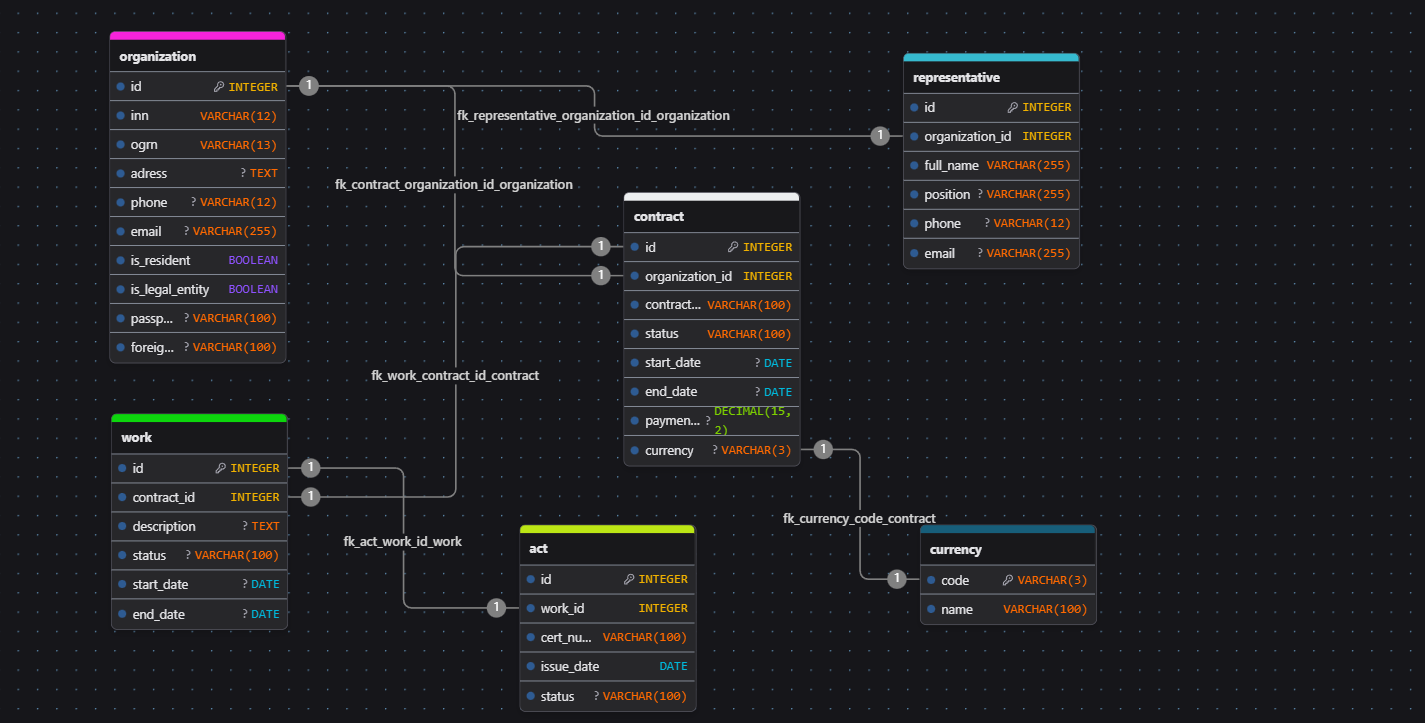 organization
id INTEGER
inn VARCHAR(12)
ogrn VARCHAR(13)
adress ? TEXT
phone ? VARCHAR(12)
email ? VARCHAR(255)
is_resident BOOLEAN
is_legal_entity BOOLEAN
passp... ? VARCHAR(100)
foreig... ? VARCHAR(100)
1
fk_representative_organization_id_organization
1
representative
id INTEGER
organization_id INTEGER
full_name VARCHAR(255)
position ? VARCHAR(255)
phone ? VARCHAR(12)
email ? VARCHAR(255)
fk_contract_organization_id_organization
contract
1
id INTEGER
1
organization_id INTEGER
contract... VARCHAR(100)
status VARCHAR(100)
start_date ? DATE
end_date ? DATE
paymen... ? DECIMAL(15,
2)
currency ? VARCHAR(3)
1
fk_work_contract_id_contract
work
id INTEGER
contract_id INTEGER
description ? TEXT
status ? VARCHAR(100)
start_date ? DATE
end_date ? DATE
1
1
fk_act_work_id_work
1
act
id INTEGER
work_id INTEGER
cert_nu... VARCHAR(100)
issue_date DATE
status ? VARCHAR(100)
fk_currency_code_contract
1
currency
code VARCHAR(3)
name VARCHAR(100)